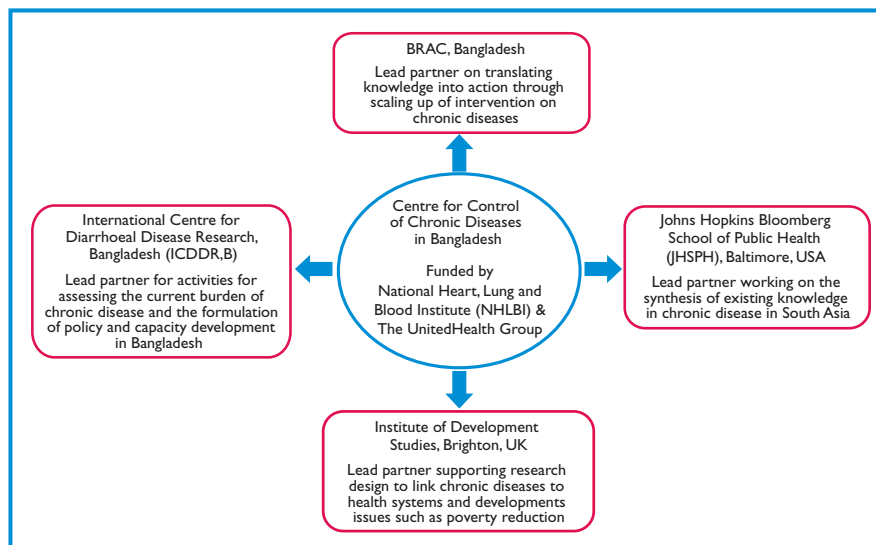 BRAC, Bangladesh
Lead partner on translating
knowledge into action through
scaling up of intervention on
chronic diseases
International Centre for
Diarrhoeal Disease Research,
Bangladesh (ICDDR,B)
Lead partner for activities for
assessing the current burden of
chronic disease and the formulation
of policy and capacity development
in Bangladesh
Centre for Control
of Chronic Diseases
in Bangladesh
Funded by
National Heart, Lung and
Blood Institute (NHLBI) &
The UnitedHealth Group
Johns Hopkins Bloomberg
School of Public Health
(JHSPH), Baltimore, USA
Lead partner working on the
synthesis of existing knowledge
in chronic disease in South Asia
Institute of Development
Studies, Brighton, UK
Lead partner supporting research
design to link chronic diseases to
health systems and developments
issues such as poverty reduction